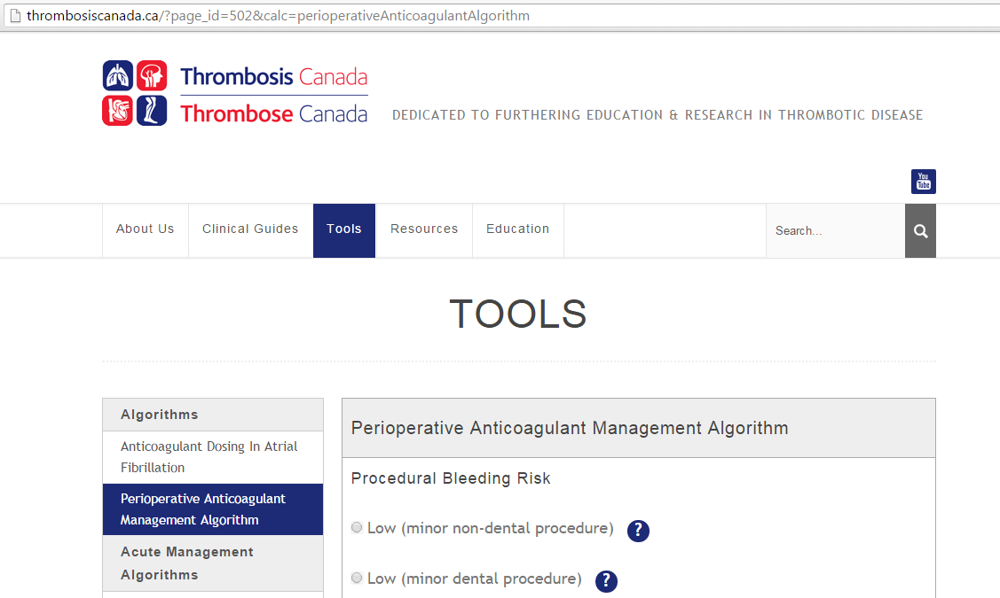 thrombosiscanada.ca/?page_id=502&calc=perioperativeAnticoagulantAlgorithm
Thrombosis Canada
Thrombose Canada
DEDICATED TO FURTHERING EDUCATION & RESEARCH IN THROMBOTIC DISEASE
You
Tube
About Us
Clinical Guides
Tools
Resources
Education
Search...
TOOLS
Algorithms
Anticoagulant Dosing In Atrial
Fibrillation
Perioperative Anticoagulant
Management Algorithm
Acute Management
Algorithms
Perioperative Anticoagulant Management Algorithm
Procedural Bleeding Risk
Low (minor non-dental procedure) ?
Low (minor dental procedure) ?